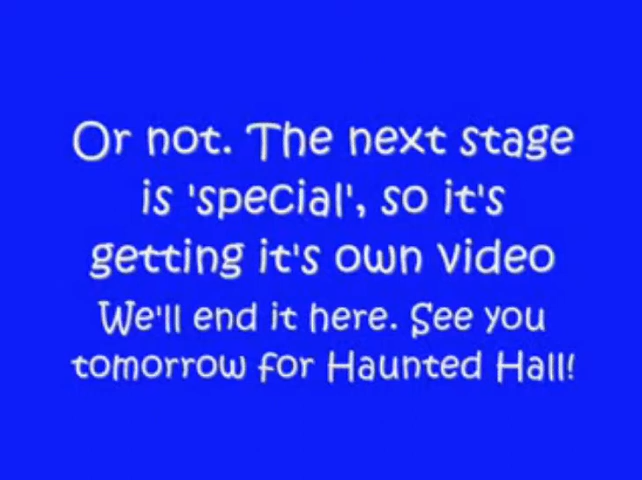 Or not. The next stage
is 'special', so it's
getting it's own video
We'll end it here. See you
tomorrow for Haunted Hall!